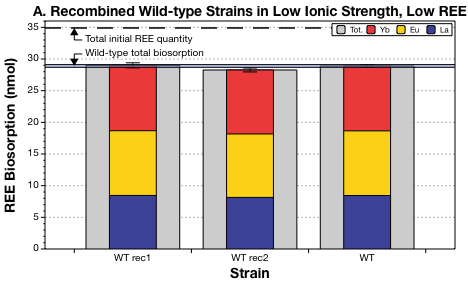 A. Recombined Wild-type Strains in Low Ionic Strength, Low REE
Tot. Yb Eu La
Total initial REE quantity
Wild-type total biosorption
REE Biosorption (nmol)
35
30
25
20
15
10
5
0
WT rec1 WT rec2 WT
Strain